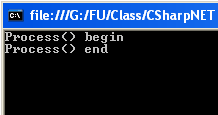 file:///G:/FU/Class/CSharpNET
Process() begin
Process() end